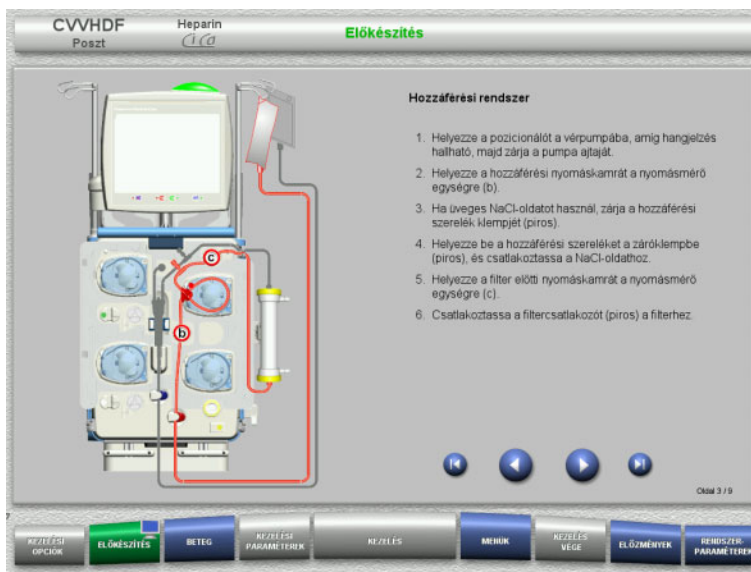 CVVHDF
Poszt
Heparin
Ci Ca
Előkészítés
Hozzáférési rendszer
1. Helyezze a pozicionálót a vérpumpába, amíg hangjelzés
hallható, majd zárja a pumpa ajtaját.
2. Helyezze a hozzáférési nyomáskamrát a nyomásmérő
egységre (b).
3. Ha üveges NaCl-oldatot használ, zárja a hozzáférési
szerelék klempjét (piros).
4. Helyezze be a hozzáférési szereléket a záróklempbe
(piros), és csatlakoztassa a NaCl-oldathoz.
5. Helyezze a filter előtti nyomáskamrát a nyomásmérő
egységre (c).
6. Csatlakoztassa a filtercsatlakozót (piros) a filterhez.
c
b
Oldal 3 / 9
KEZELÉSI
OPCIÓK
ELŐKÉSZÍTÉS
BETEG
KEZELÉSI
PARAMÉTEREK
KEZELÉS
MENÜK
KEZELÉS
VÉGE
ELŐZMÉNYEK
RENDSZER-
PARAMÉTEREK